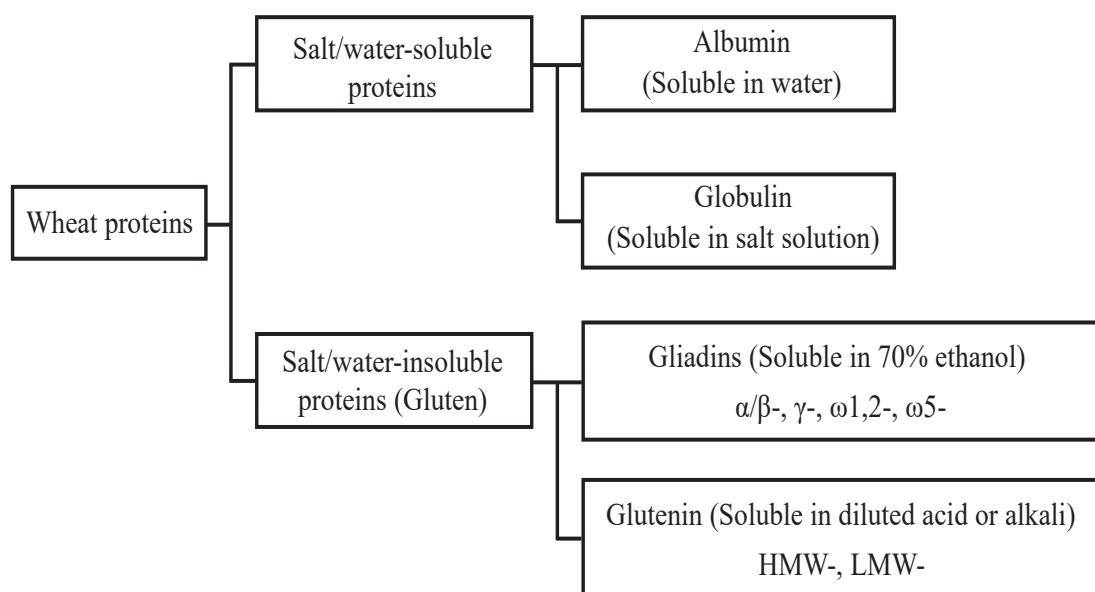 Wheat proteins
Salt/water-soluble
proteins
Albumin
(Soluble in water)
Globulin
(Soluble in salt solution)
Salt/water-insoluble
proteins (Gluten)
Gliadins (Soluble in 70% ethanol)
α/β-, γ-, ω1,2-, ω5-
Glutenin (Soluble in diluted acid or alkali)
HMW-, LMW-